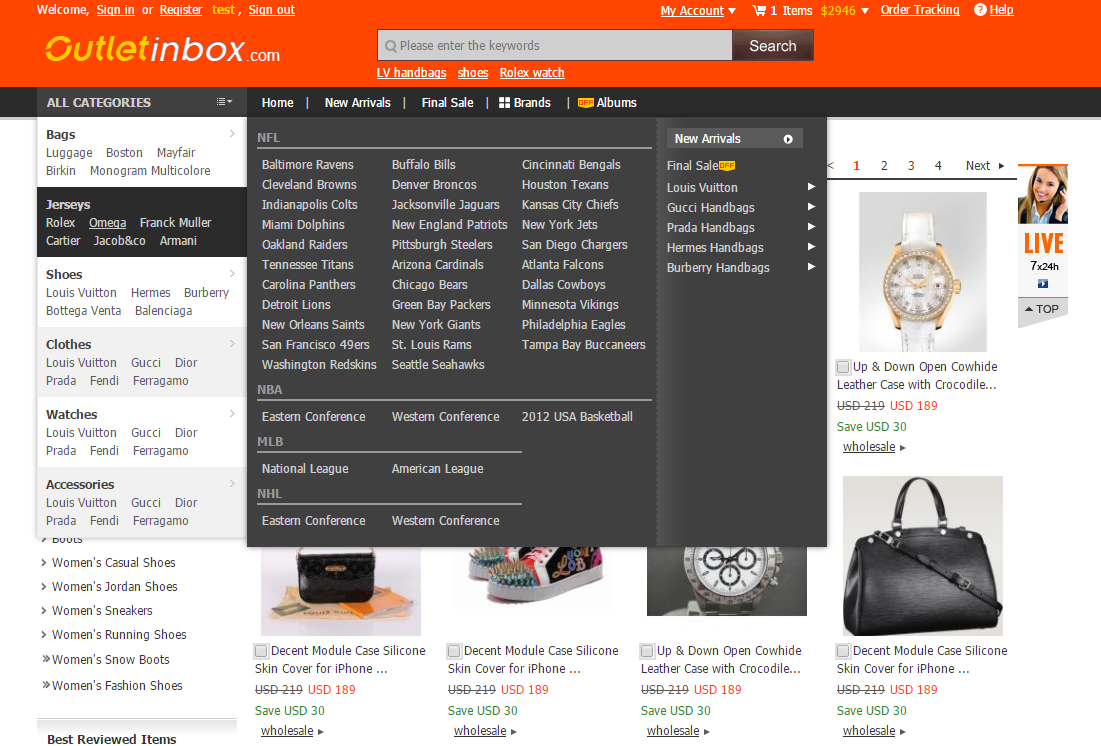 Welcome, Sign in or Register test , Sign out
My Account 1 Items $2946 Order Tracking Help
Outletinbox.com
Please enter the keywords Search
LV handbags shoes Rolex watch
ALL CATEGORIES
Home | New Arrivals | Final Sale | Brands | OFF Albums
Bags
Luggage Boston Mayfair
Birkin Monogram Multicolore
Jerseys
Rolex Omega Franck Muller
Cartier Jacob&co Armani
Shoes
Louis Vuitton Hermes Burberry
Bottega Venta Balenciaga
Clothes
Louis Vuitton Gucci Dior
Prada Fendi Ferragamo
Watches
Louis Vuitton Gucci Dior
Prada Fendi Ferragamo
Accessories
Louis Vuitton Gucci Dior
Prada Fendi Ferragamo
Boots
Women's Casual Shoes
Women's Jordan Shoes
Women's Sneakers
Women's Running Shoes
Women's Snow Boots
Women's Fashion Shoes
Best Reviewed Items
NFL
Baltimore Ravens Buffalo Bills Cincinnati Bengals
Cleveland Browns Denver Broncos Houston Texans
Indianapolis Colts Jacksonville Jaguars Kansas City Chiefs
Miami Dolphins New England Patriots New York Jets
Oakland Raiders Pittsburgh Steelers San Diego Chargers
Tennessee Titans Arizona Cardinals Atlanta Falcons
Carolina Panthers Chicago Bears Dallas Cowboys
Detroit Lions Green Bay Packers Minnesota Vikings
New Orleans Saints New York Giants Philadelphia Eagles
San Francisco 49ers St. Louis Rams Tampa Bay Buccaneers
Washington Redskins Seattle Seahawks
NBA
Eastern Conference Western Conference 2012 USA Basketball
MLB
National League American League
NHL
Eastern Conference Western Conference
New Arrivals
Final Sale OFF
Louis Vuitton
Gucci Handbags
Prada Handbags
Hermes Handbags
Burberry Handbags
< 1 2 3 4 Next
LIVE
7x24h
TOP
Up & Down Open Cowhide
Leather Case with Crocodile...
USD 219 USD 189
Save USD 30
wholesale
Decent Module Case Silicone
Skin Cover for iPhone ...
USD 219 USD 189
Save USD 30
wholesale
Decent Module Case Silicone
Skin Cover for iPhone ...
USD 219 USD 189
Save USD 30
wholesale
Up & Down Open Cowhide
Leather Case with Crocodile...
USD 219 USD 189
Save USD 30
wholesale
Decent Module Case Silicone
Skin Cover for iPhone ...
USD 219 USD 189
Save USD 30
wholesale